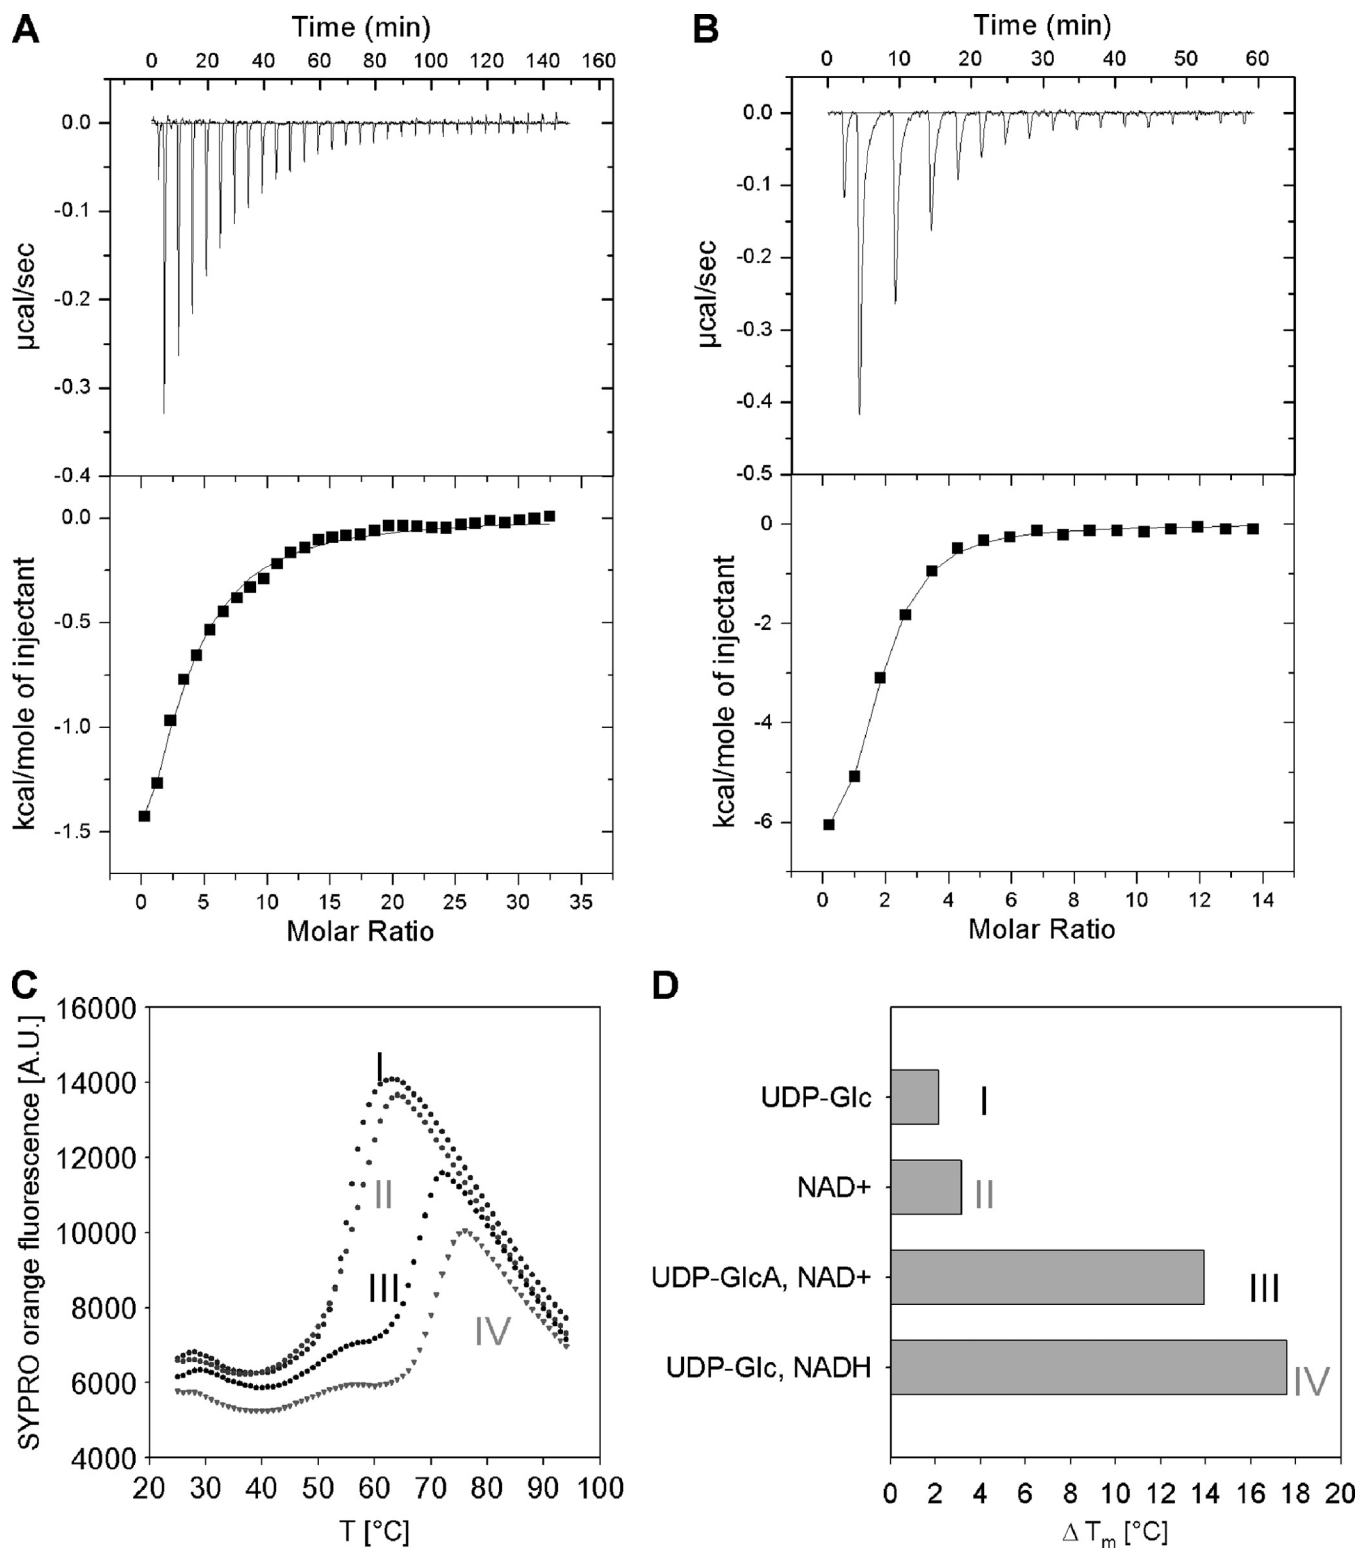 A
Time (min)
0 20 40 60 80 100 120 140 160
0.0
-0.1
-0.2
-0.3
-0.4
µcal/sec
0.0
-0.5
-1.0
-1.5
kcal/mole of injectant
0 5 10 15 20 25 30 35
Molar Ratio
B
Time (min)
0 10 20 30 40 50 60
0.0
-0.1
-0.2
-0.3
-0.4
-0.5
µcal/sec
0
-2
-4
-6
kcal/mole of injectant
0 2 4 6 8 10 12 14
Molar Ratio
C
16000
14000
12000
10000
8000
6000
4000
SYPRO orange fluorescence [A.U.]
I
II
III
IV
20 30 40 50 60 70 80 90 100
T [°C]
D
UDP-Glc I
NAD+ II
UDP-GlcA, NAD+ III
UDP-Glc, NADH IV
0 2 4 6 8 10 12 14 16 18 20
Δ Tm [°C]